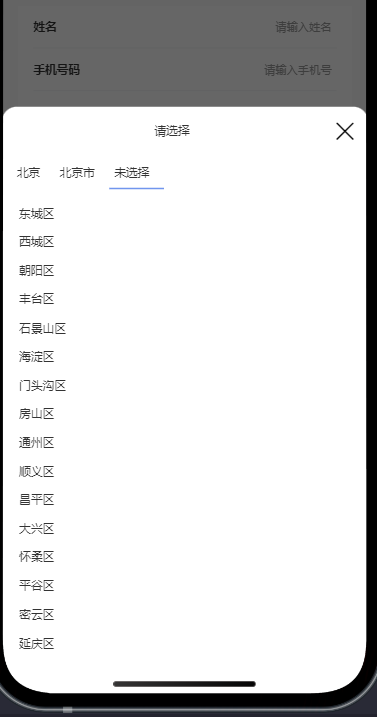 姓名 请输入姓名
手机号码 请输入手机号
请选择
北京 北京市 未选择
东城区
西城区
朝阳区
丰台区
石景山区
海淀区
门头沟区
房山区
通州区
顺义区
昌平区
大兴区
怀柔区
平谷区
密云区
延庆区